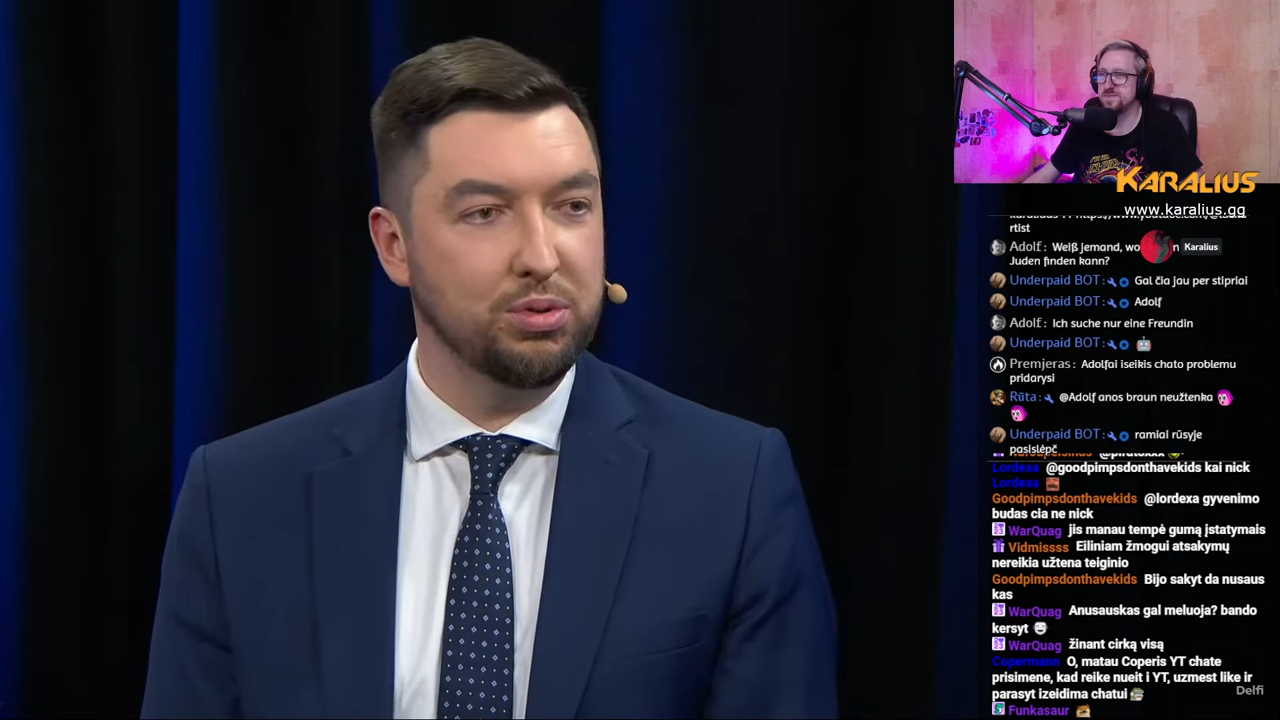 KARALIUS
www.karalius.gg
rtist
Adolf: Weiß jemand, wo
Juden finden kann?
Karalius
Underpaid BOT: Gal čia jau per stipriai
Underpaid BOT: Adolf
Adolf: Ich suche nur eine Freundin
Underpaid BOT:
Premjeras: Adolfai iseikis chato problemu
pridarysi
Rūta: @Adolf anos braun neužtenka
Underpaid BOT: ramiai rūsyje
pasislėpč
Lordexa @goodpimpsdonthavekids kai nick
Lordexa
Goodpimpsdonthavekids @lordexa gyvenimo
budas cia ne nick
WarQuag jis manau tempė gumą įstatymais
Vidmissss Eiliniam žmogui atsakymų
nereikia užtena teiginio
Goodpimpsdonthavekids Bijo sakyt da nusaus
kas
WarQuag Anusauskas gal meluoja? bando
kersyt
WarQuag žinant cirką visą
Copermann O, matau Coperis YT chate
prisimene, kad reike nueit i YT, uzmest like ir
parasyt izeidima chatui
Delfi
Funkasaur